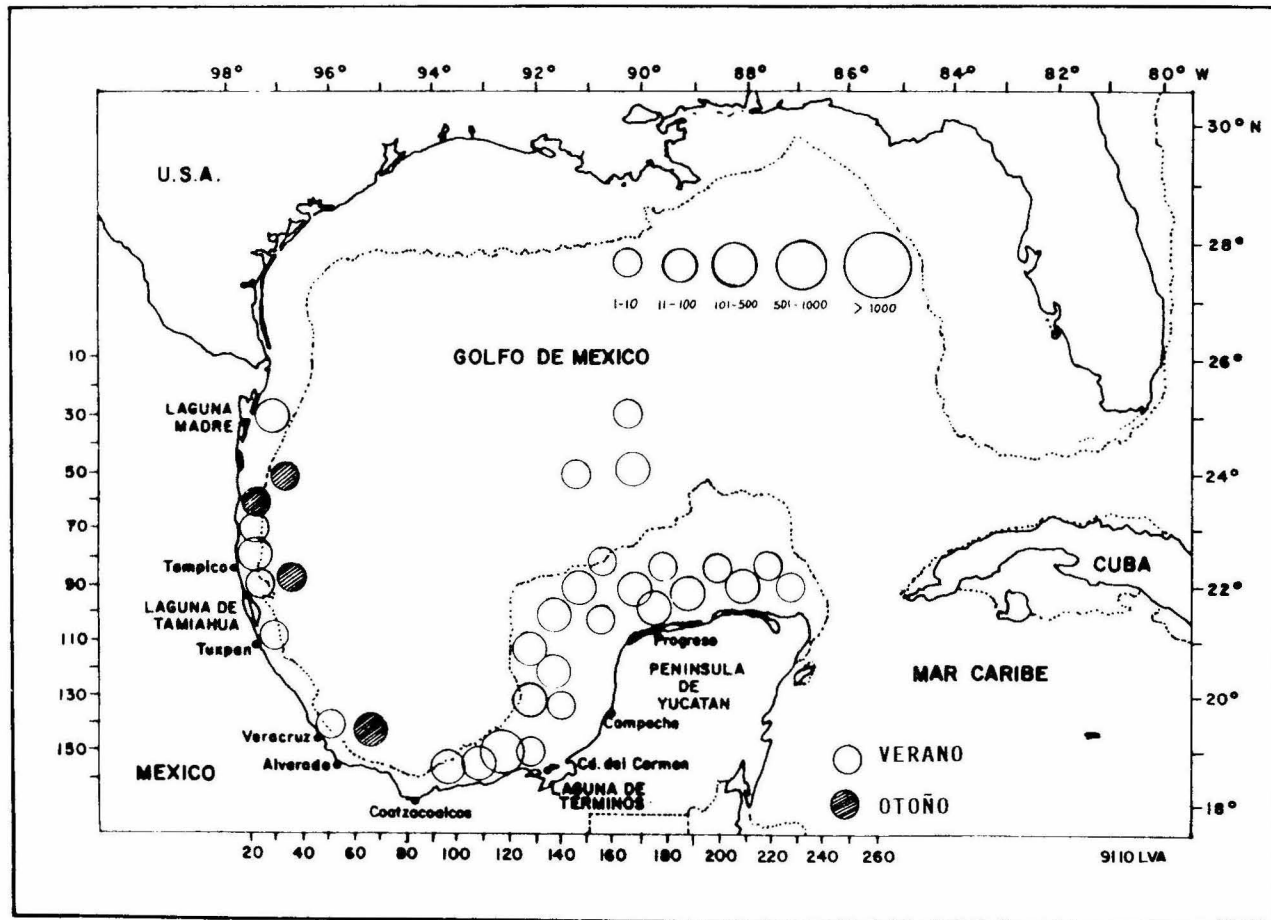 98° 96° 94° 92° 90° 88° 86° 84° 82° 80° W
30° N
U.S.A.
28°
1-10 11-100 101-500 501-1000 > 1000
GOLFO DE MEXICO
10
26°
LAGUNA
MADRE
30
50
24°
70
Tampico
CUBA
90
22°
LAGUNA DE
TAMIAHUA
110
Tuxpan
Progreso
PENINSULA
DE
YUCATAN
MAR CARIBE
130
20°
Campeche
Veracruz
150
VERANO
Alvarado
MEXICO
Cd. del Carmen
LAGUNA DE
TERMINOS
OTOÑO
Coatzacoalcos
18°
20 40 60 80 100 120 140 160 180 200 220 240 260
9110 LVA